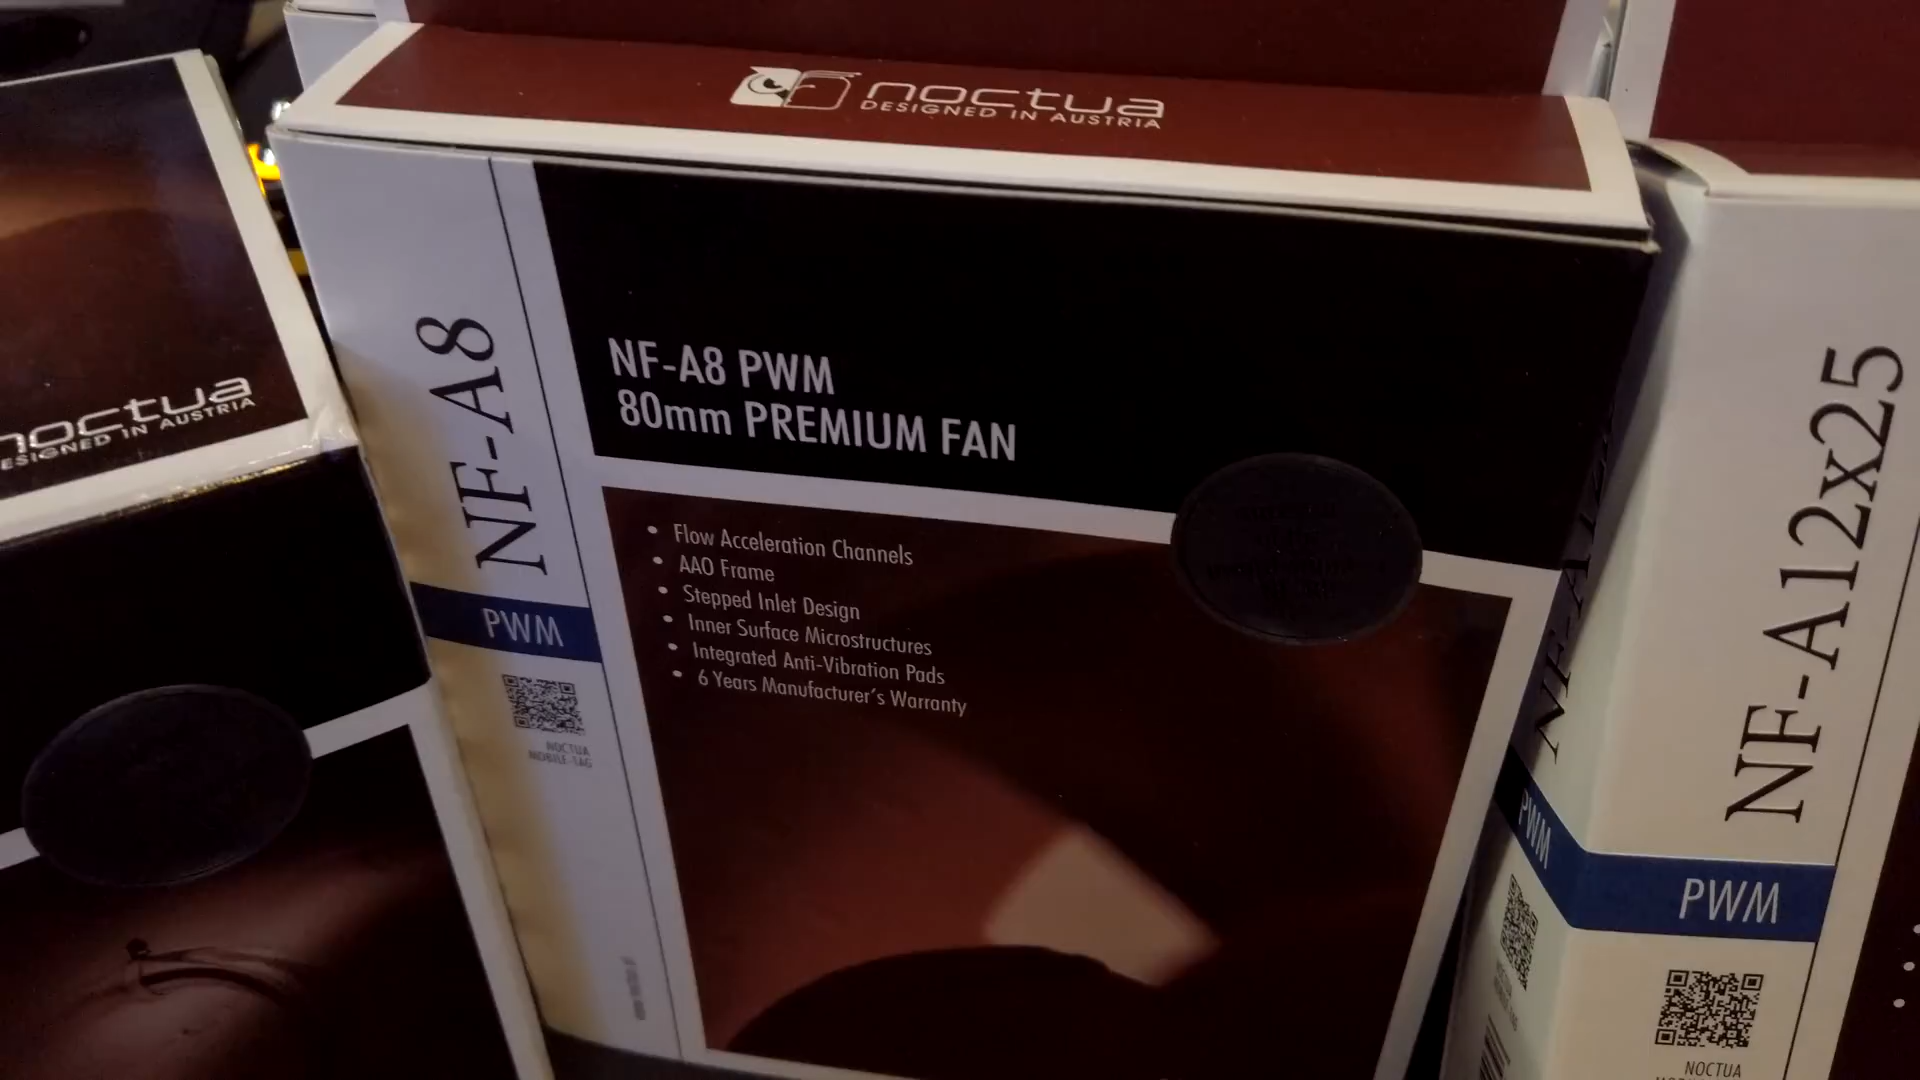 noctua
DESIGNED IN AUSTRIA
noctua
DESIGNED IN AUSTRIA
NF-A8
PWM
NOCTUA
MOBILE-TAG
NF-A8 PWM
80mm PREMIUM FAN
• Flow Acceleration Channels
• AAO Frame
• Stepped Inlet Design
• Inner Surface Microstructures
• Integrated Anti-Vibration Pads
• 6 Years Manufacturer's Warranty
PWM
NF-A12x25
PWM
NOCTUA